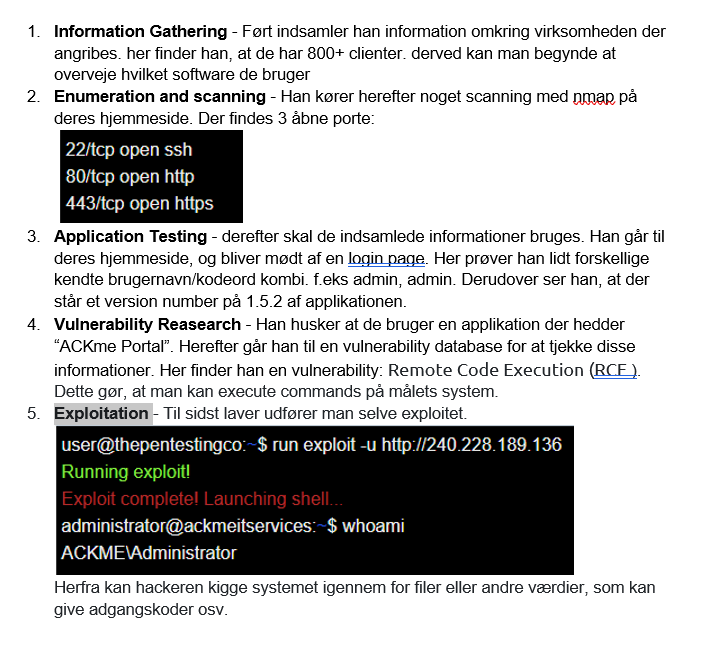 1. Information Gathering - Ført indsamler han information omkring virksomheden der
angribes. her finder han, at de har 800+ clienter. derved kan man begynde at
overveje hvilket software de bruger
2. Enumeration and scanning - Han kører herefter noget scanning med nmap på
deres hjemmeside. Der findes 3 åbne porte:
22/tcp open ssh
80/tcp open http
443/tcp open https
3. Application Testing - derefter skal de indsamlede informationer bruges. Han går til
deres hjemmeside, og bliver mødt af en login page. Her prøver han lidt forskellige
kendte brugernavn/kodeord kombi. f.eks admin, admin. Derudover ser han, at der
står et version number på 1.5.2 af applikationen.
4. Vulnerability Reasearch - Han husker at de bruger en applikation der hedder
“ACKme Portal”. Herefter går han til en vulnerability database for at tjekke disse
informationer. Her finder han en vulnerability: Remote Code Execution (RCE ).
Dette gør, at man kan execute commands på målets system.
5. Exploitation - Til sidst laver udfører man selve exploitet.
user@thepentestingco:~$ run exploit -u http://240.228.189.136
Running exploit!
Exploit complete! Launching shell...
administrator@ackmeitservices:~$ whoami
ACKME\Administrator
Herfra kan hackeren kigge systemet igennem for filer eller andre værdier, som kan
give adgangskoder osv.